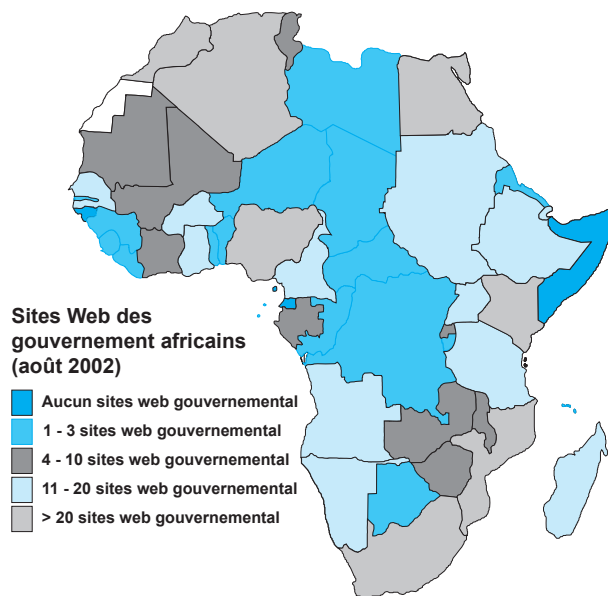 Sites Web des
gouvernement africains
(août 2002)
Aucun sites web gouvernemental
1 - 3 sites web gouvernemental
4 - 10 sites web gouvernemental
11 - 20 sites web gouvernemental
> 20 sites web gouvernemental